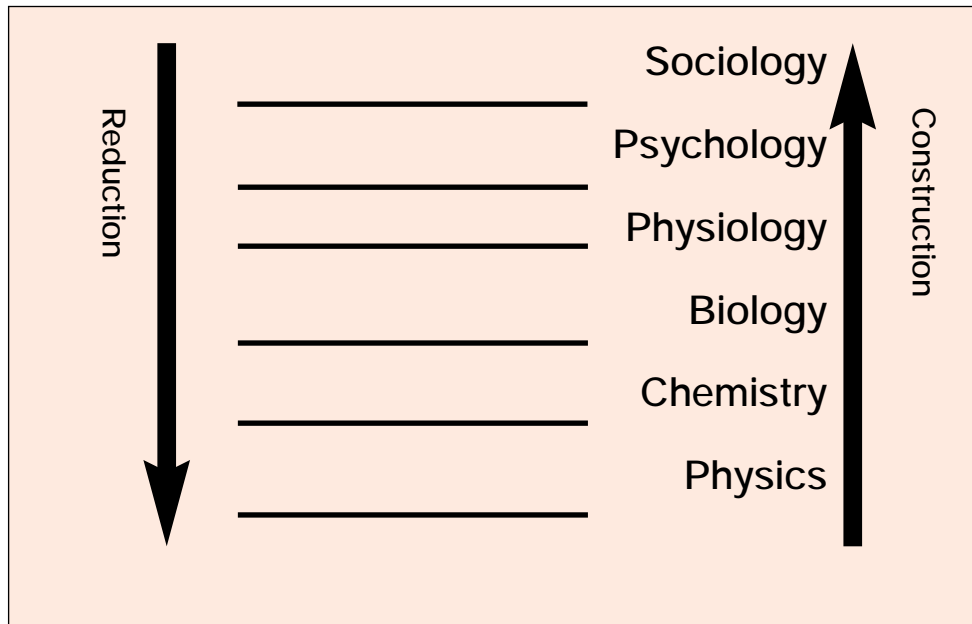 Reduction
Sociology
Psychology
Physiology
Biology
Chemistry
Physics
Construction